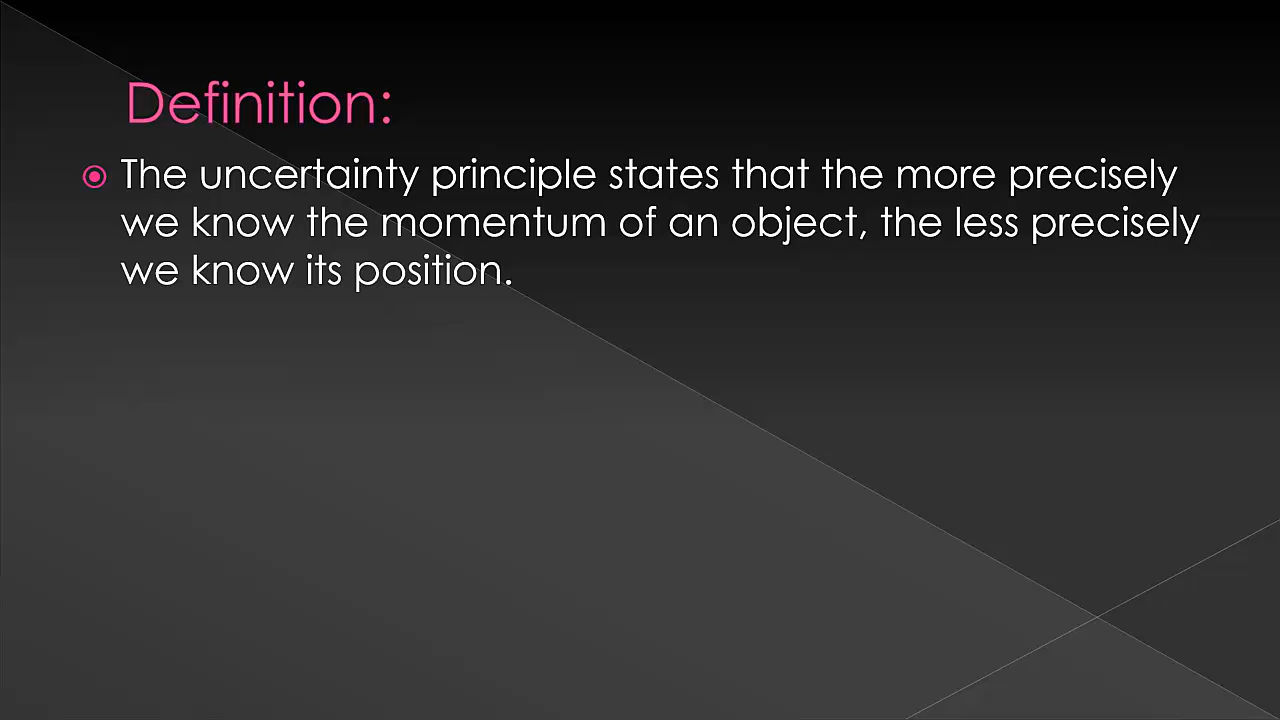 Definition:
The uncertainty principle states that the more precisely
we know the momentum of an object, the less precisely
we know its position.